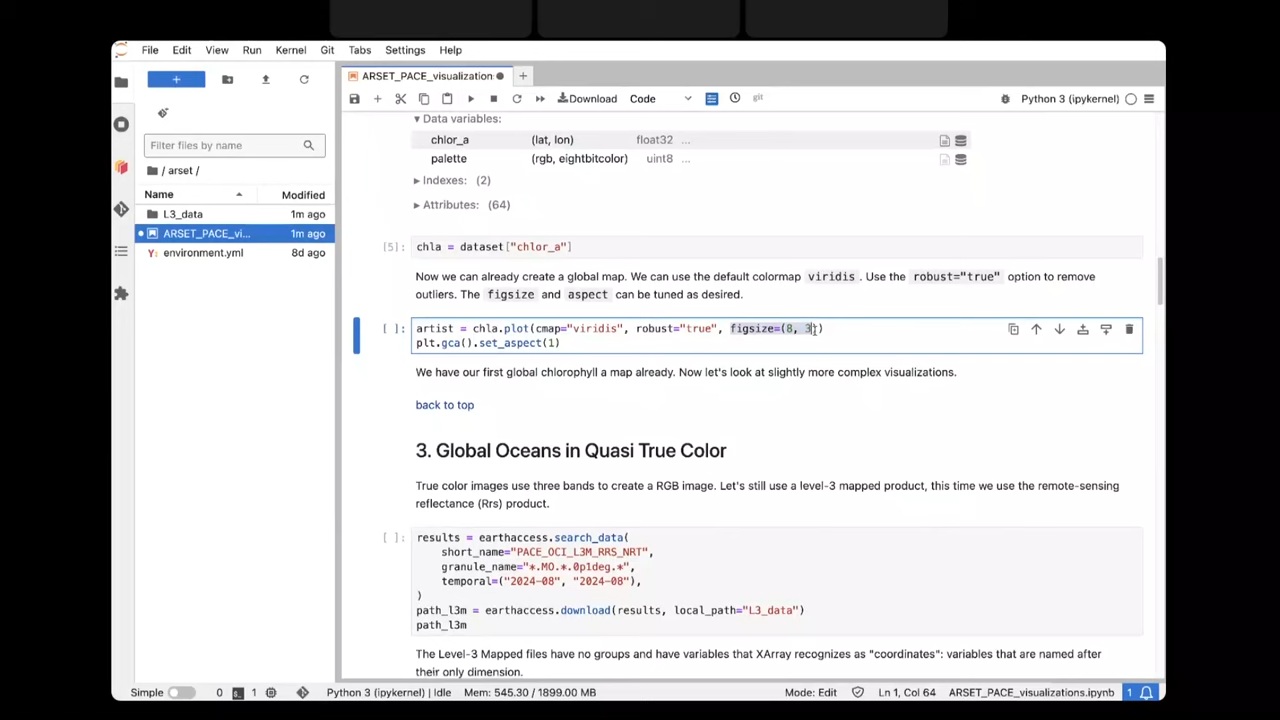 File Edit View Run Kernel Git Tabs Settings Help
ARSET_PACE_visualization
Download Code git Python 3 (ipykernel)
Filter files by name
/ arset /
Name Modified
L3_data 1m ago
ARSET_PACE_vi... 1m ago
Y: environment.yml 8d ago
Data variables:
chlor_a (lat, lon) float32 ...
palette (rgb, eightbitcolor) uint8 ...
Indexes: (2)
Attributes: (64)
[5]: chla = dataset["chlor_a"]
Now we can already create a global map. We can use the default colormap viridis. Use the robust="true" option to remove
outliers. The figsize and aspect can be tuned as desired.
[ ]: artist = chla.plot(cmap="viridis", robust="true", figsize=(8, 3))
plt.gca().set_aspect(1)
We have our first global chlorophyll a map already. Now let's look at slightly more complex visualizations.
back to top
3. Global Oceans in Quasi True Color
True color images use three bands to create a RGB image. Let's still use a level-3 mapped product, this time we use the remote-sensing
reflectance (Rrs) product.
[ ]: results = earthaccess.search_data(
short_name="PACE_OCI_L3M_RRS_NRT",
granule_name="*.MO.*.0p1deg.*",
temporal=("2024-08", "2024-08"),
)
path_l3m = earthaccess.download(results, local_path="L3_data")
path_l3m
The Level-3 Mapped files have no groups and have variables that XArray recognizes as "coordinates": variables that are named after
their only dimension.
Simple 0 1 Python 3 (ipykernel) | Idle Mem: 545.30 / 1899.00 MB Mode: Edit Ln 1, Col 64 ARSET_PACE_visualizations.ipynb 1